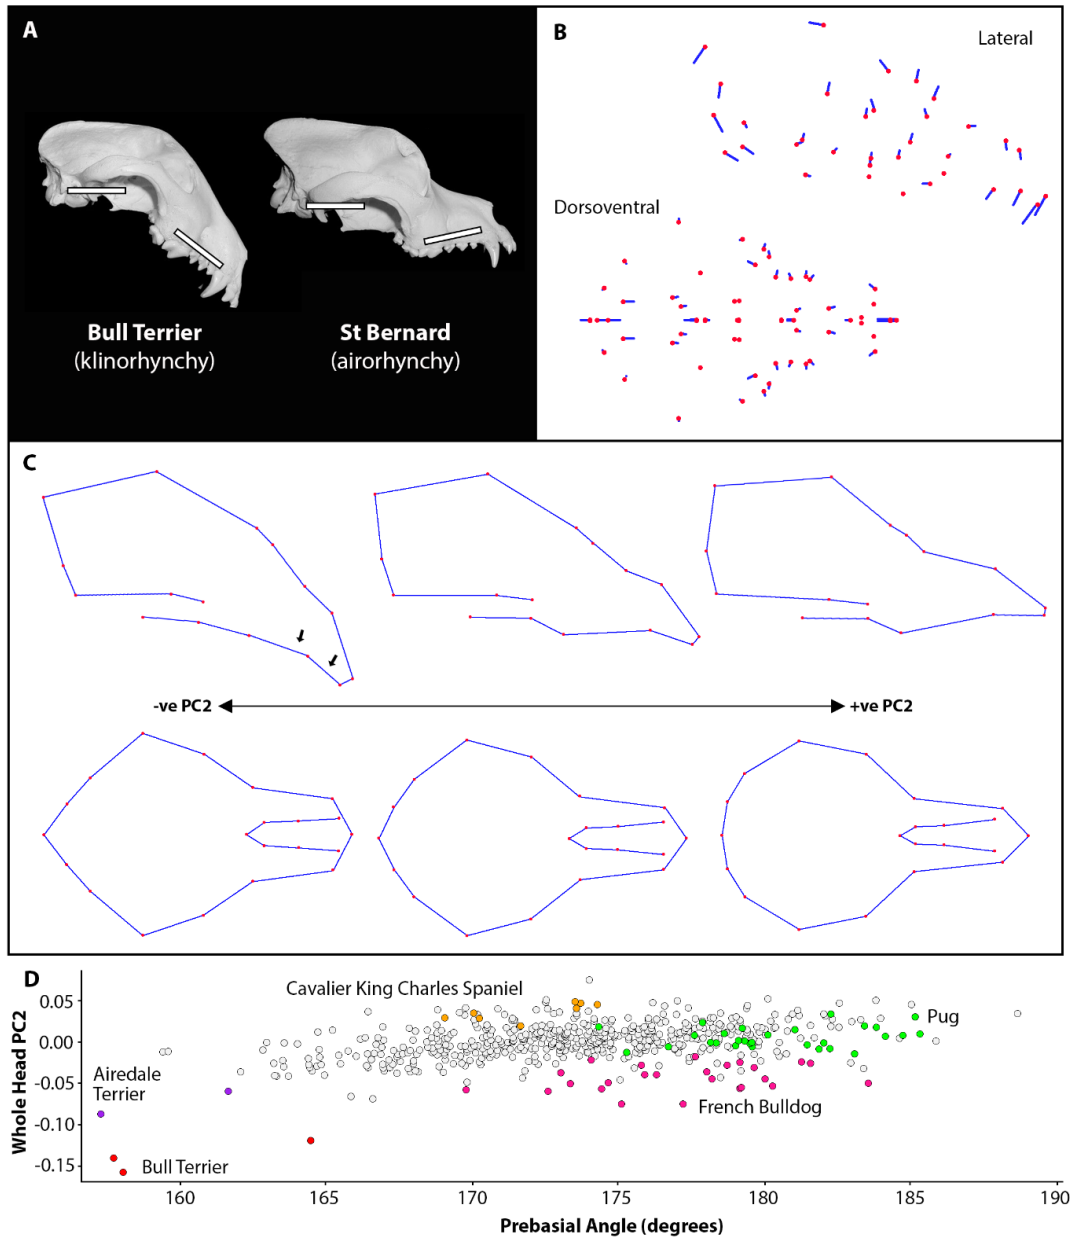 A
Bull Terrier
(klinorhynchy)
St Bernard
(airorhynchy)
B
Lateral
Dorsoventral
C
-ve PC2
+ve PC2
D
Whole Head PC2
0.05
0.00
-0.05
-0.10
-0.15
Cavalier King Charles Spaniel
Pug
Airedale
Terrier
French Bulldog
Bull Terrier
160
165
170
175
180
185
190
Prebasial Angle (degrees)